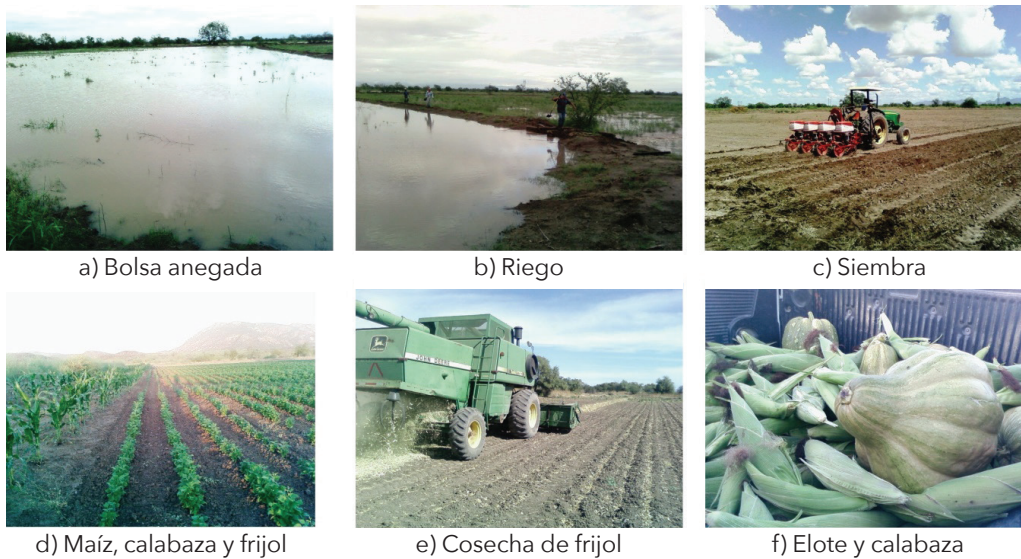 a) Bolsa anegada
b) Riego
c) Siembra
JOHN DEERE
d) Maíz, calabaza y frijol
e) Cosecha de frijol
f) Elote y calabaza